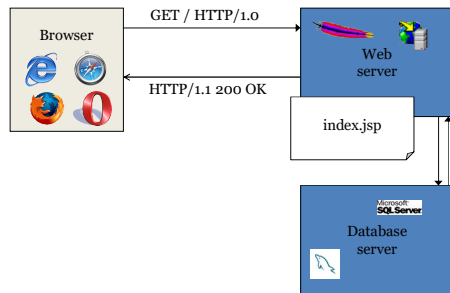 GET / HTTP/1.0
Browser
Web
server
HTTP/1.1 200 OK
index.jsp
Microsoft
SQL Server
Database
server